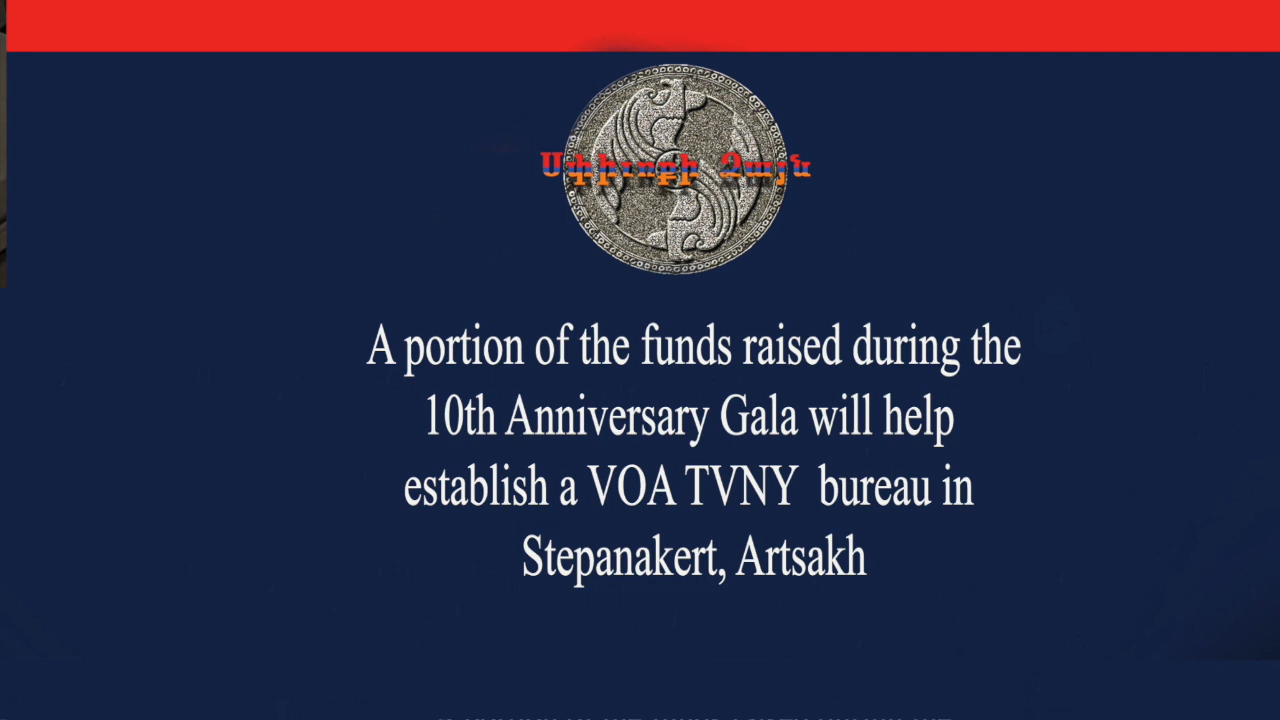 Սփիւռքի Ձայն
A portion of the funds raised during the
10th Anniversary Gala will help
establish a VOA TVNY bureau in
Stepanakert, Artsakh